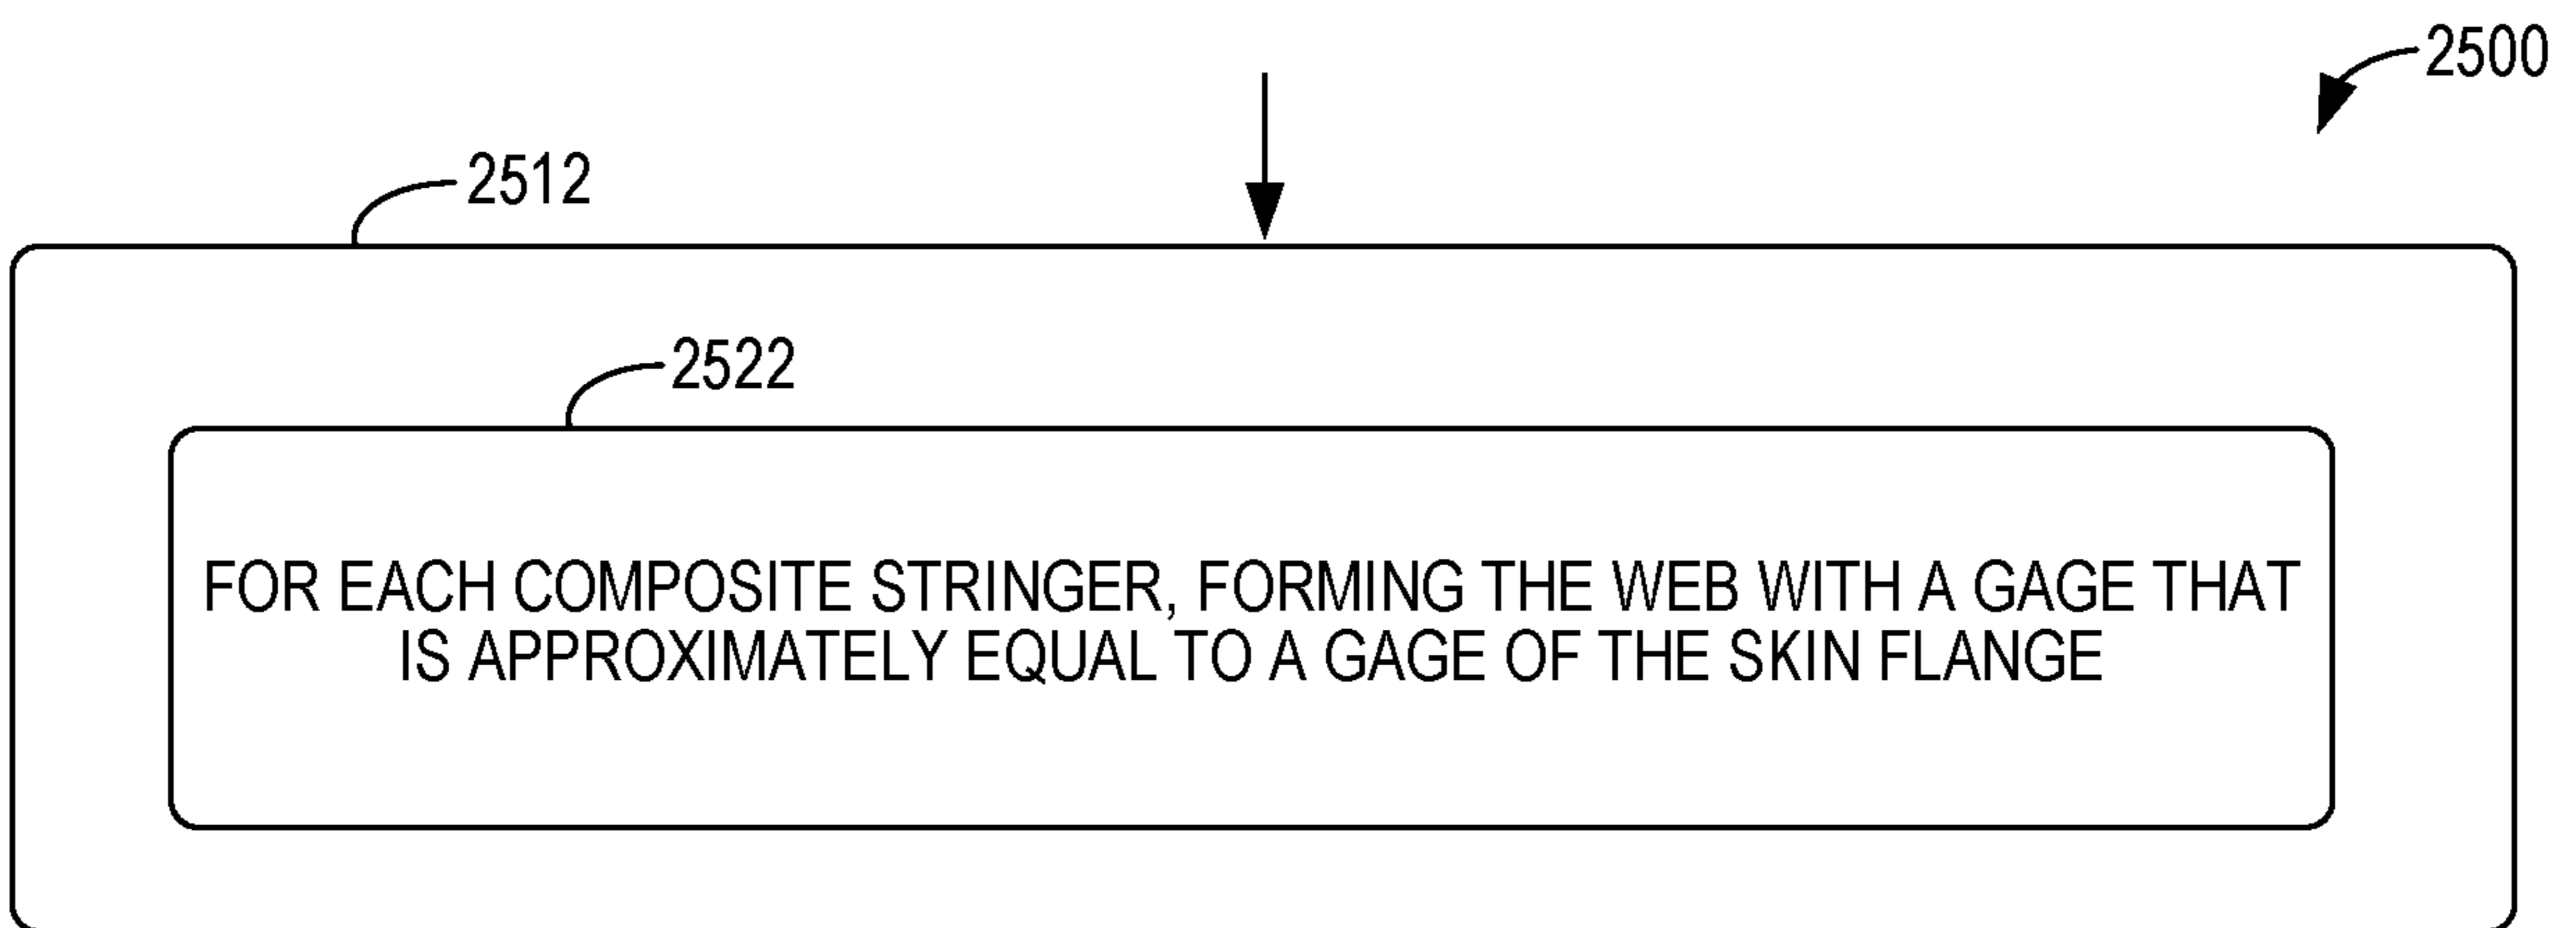 2500
2512
2522
FOR EACH COMPOSITE STRINGER, FORMING THE WEB WITH A GAGE THAT
IS APPROXIMATELY EQUAL TO A GAGE OF THE SKIN FLANGE